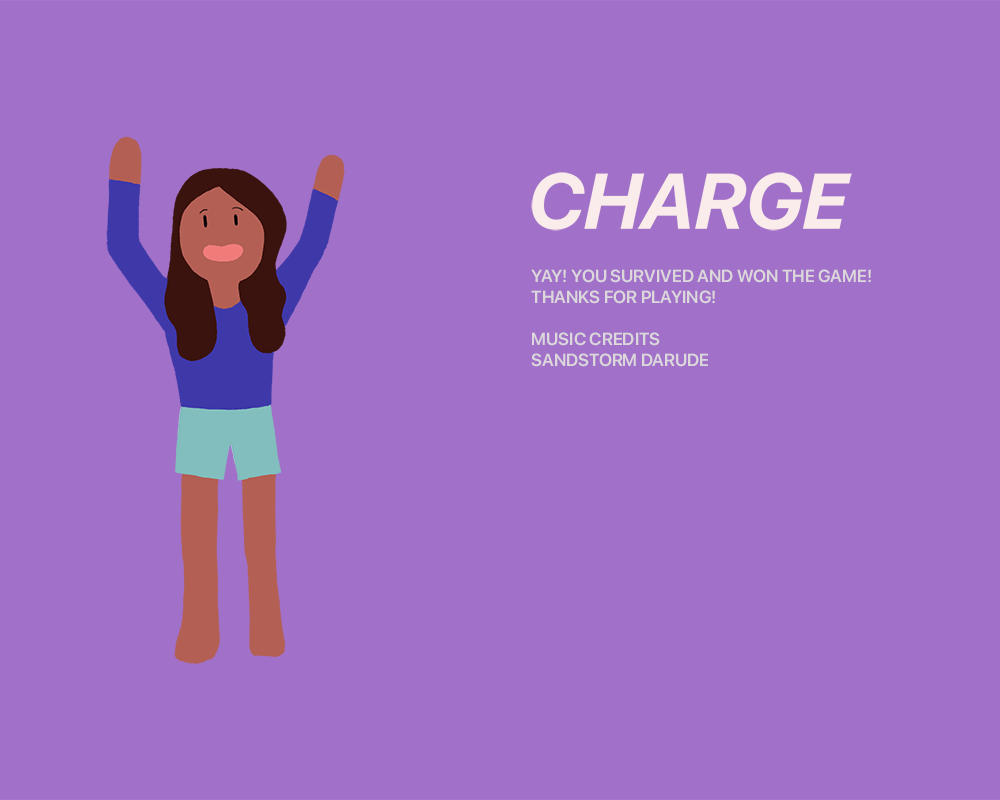 CHARGE
YAY! YOU SURVIVED AND WON THE GAME!
THANKS FOR PLAYING!
MUSIC CREDITS
SANDSTORM DARUDE